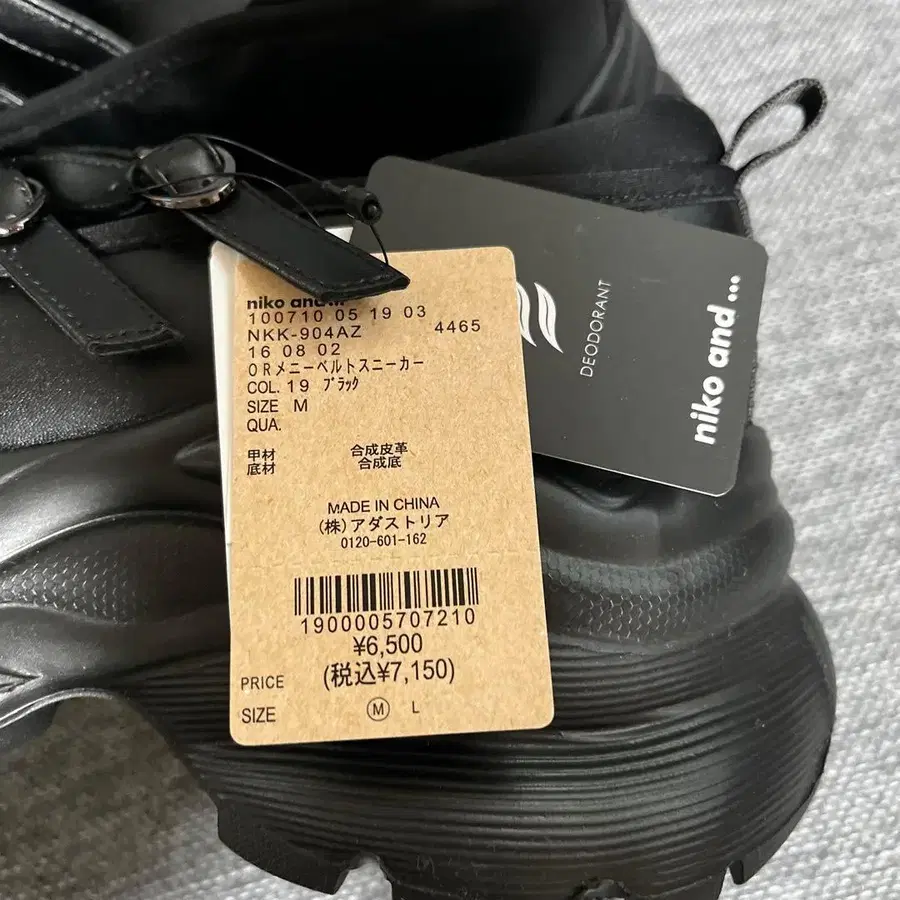 niko and ...
100710 05 19 03
NKK-904AZ 4465
16 08 02
ORメニーベルトスニーカー
COL. 19 ブラック
SIZE M
QUA.
甲材 合成皮革
底材 合成底
MADE IN CHINA
(株)アダストリア
0120-601-162
1900005707210
¥6,500
PRICE (税込¥7,150)
SIZE M L
DEODORANT
niko and ...